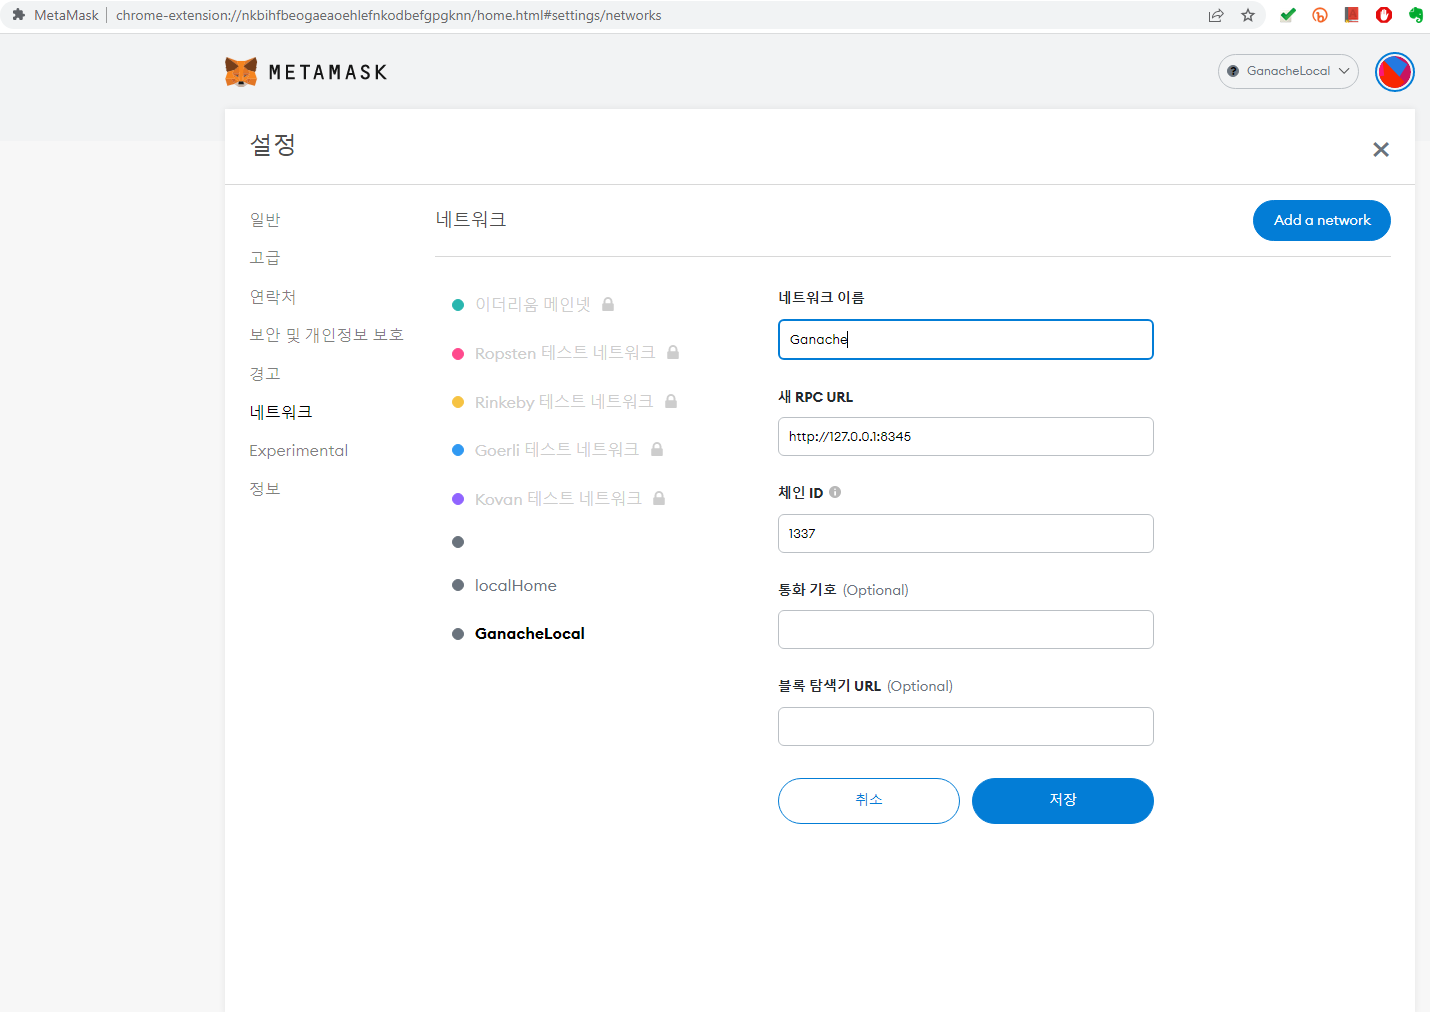 MetaMask
chrome-extension://nkbihfbeogaeaoehlefnkodbefgpgknn/home.html#settings/networks
METAMASK
GanacheLocal
설정
일반
고급
연락처
보안 및 개인정보 보호
경고
네트워크
Experimental
정보
네트워크
Add a network
이더리움 메인넷
Ropsten 테스트 네트워크
Rinkeby 테스트 네트워크
Goerli 테스트 네트워크
Kovan 테스트 네트워크
localHome
GanacheLocal
네트워크 이름
Ganache
새 RPC URL
http://127.0.0.1:8345
체인 ID
1337
통화 기호 (Optional)
블록 탐색기 URL (Optional)
취소
저장